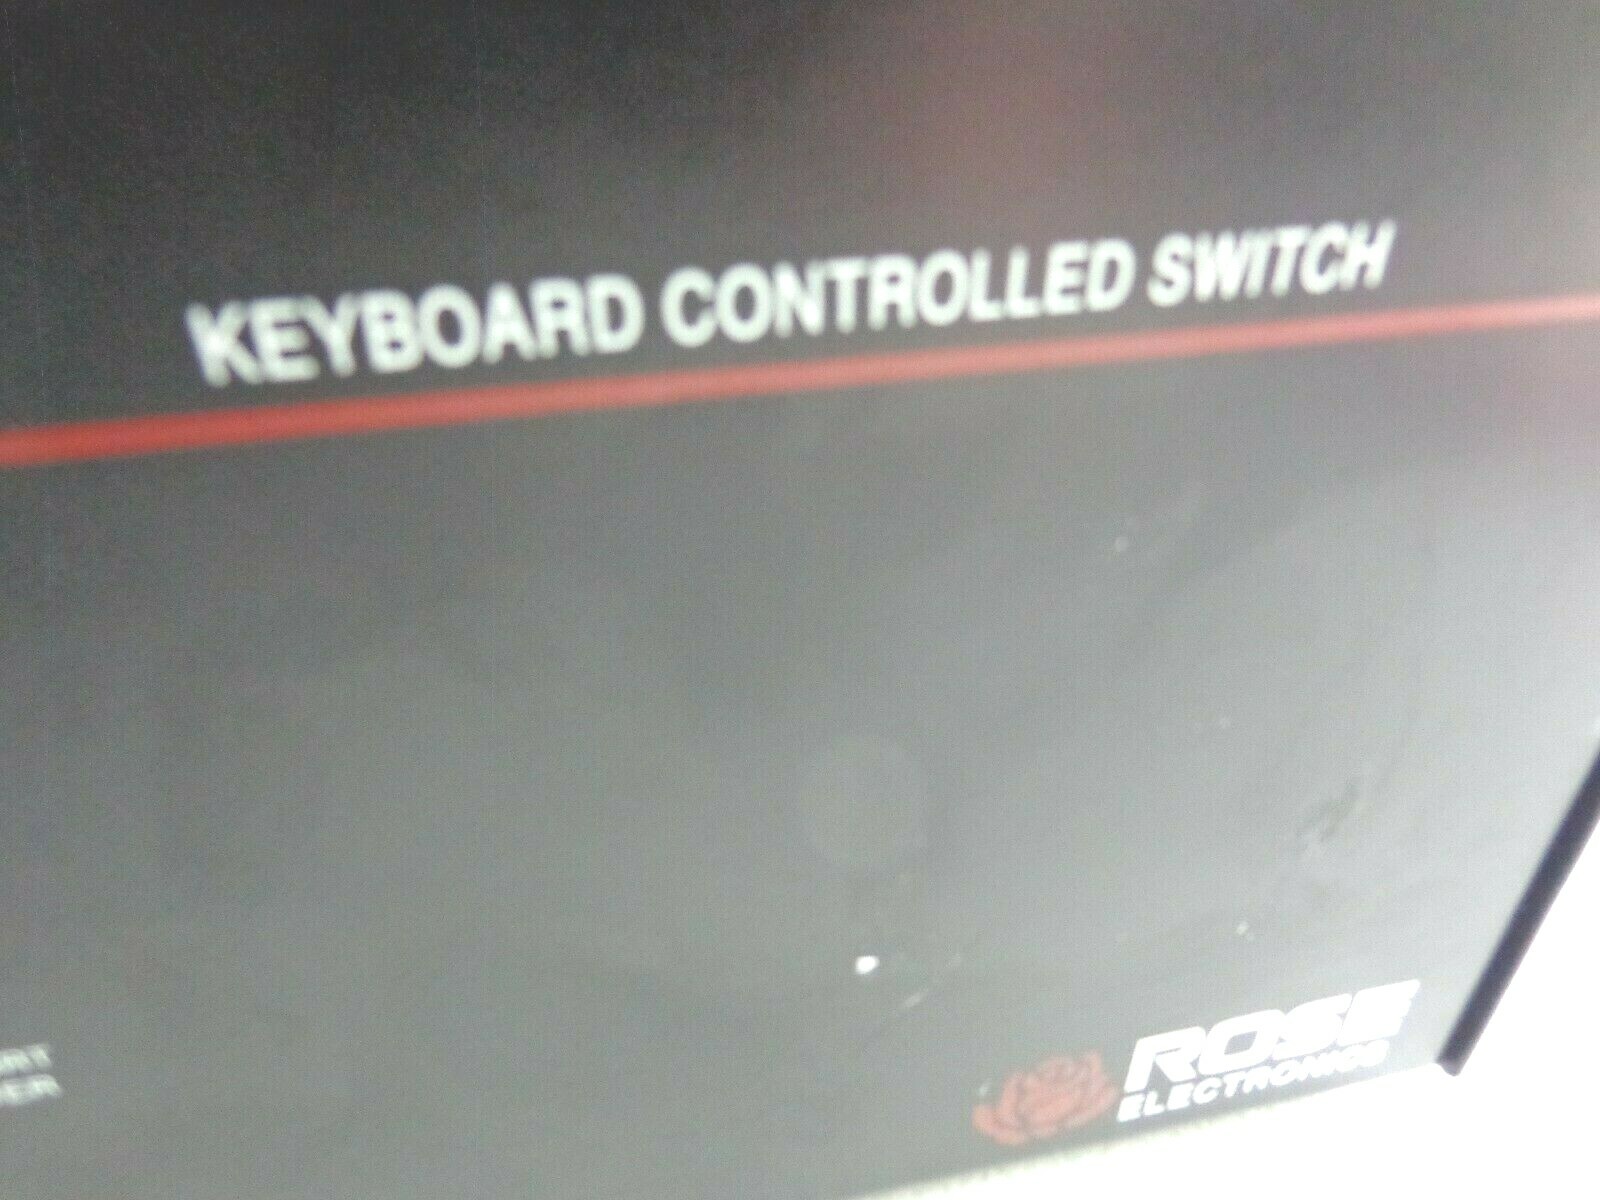 KEYBOARD CONTROLLED SWITCH
ROSE
ELECTRONICS